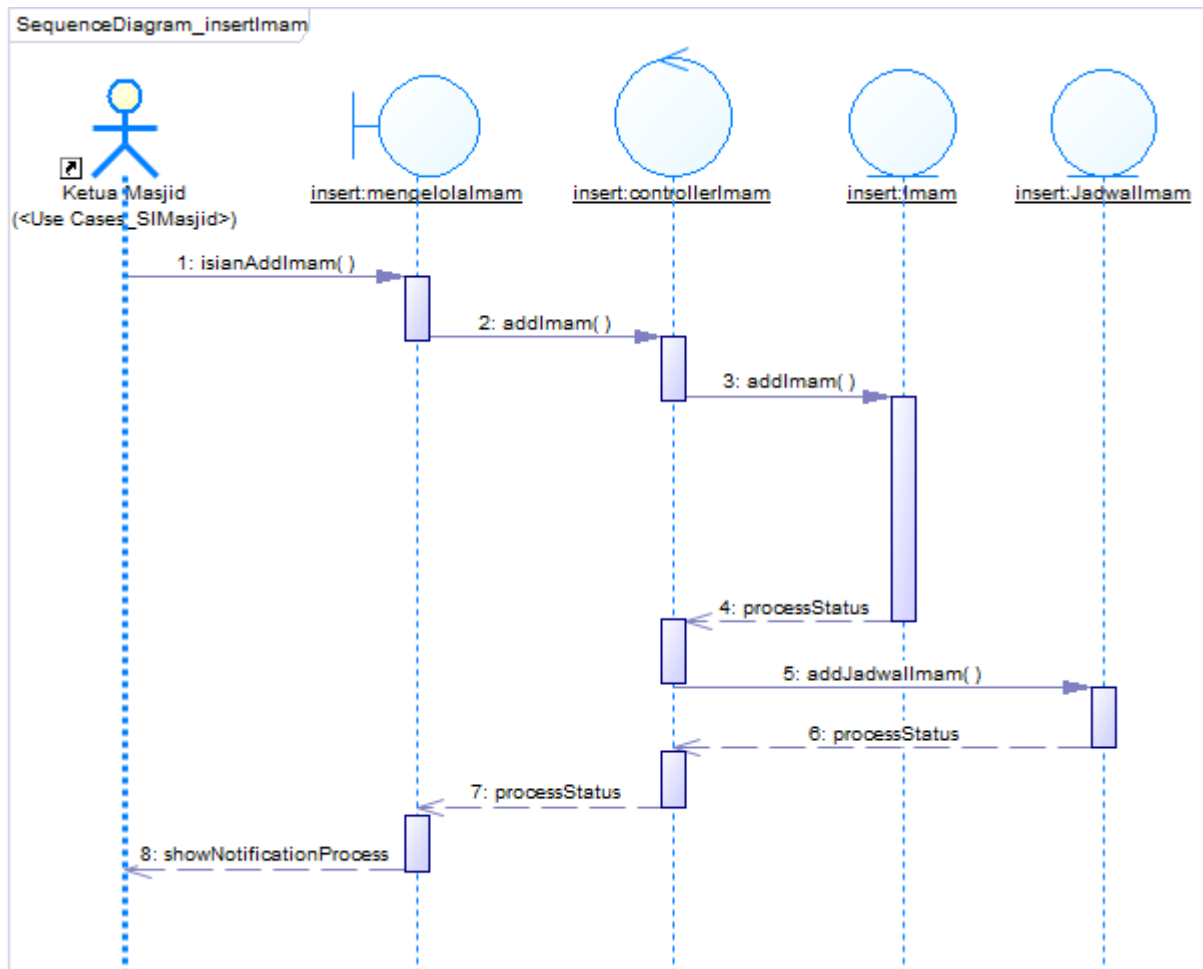 SequenceDiagram_insertImam
Ketua Masjid
(<Use Cases_SIMasjid>)
insert:mengelolaImam
insert:controllerImam
insert:Imam
insert:JadwalImam
1: isianAddImam( )
2: addImam( )
3: addImam( )
4: processStatus
5: addJadwalImam( )
6: processStatus
7: processStatus
8: showNotificationProcess